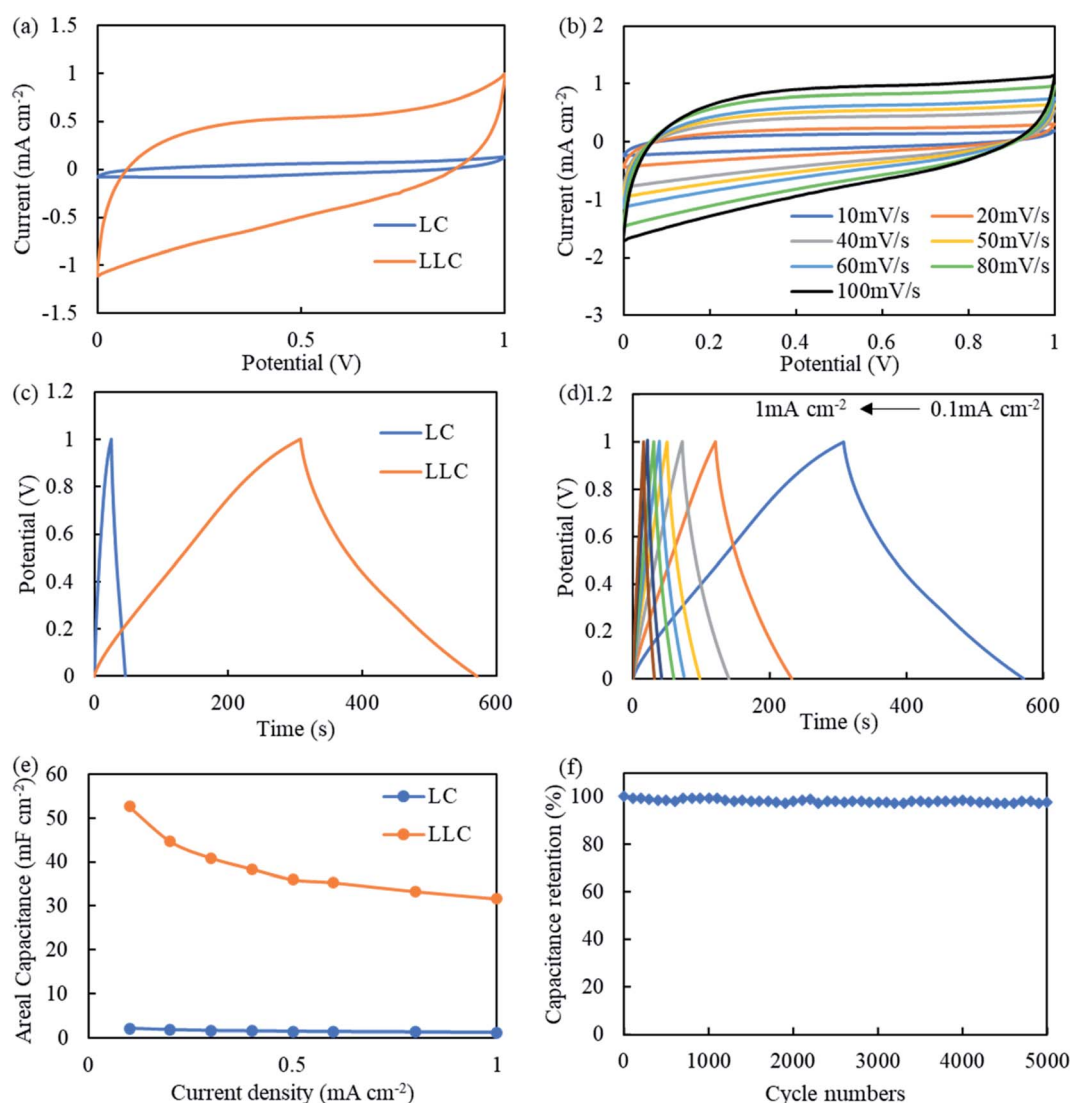 (a)
1.5
1
0.5
0
-0.5
-1
-1.5
0
0.5
1
Current (mA cm-2)
Potential (V)
LC
LLC
(b)
2
1
0
-1
-2
-3
0
0.2
0.4
0.6
0.8
1
Current (mA cm-2)
Potential (V)
10mV/s
20mV/s
40mV/s
50mV/s
60mV/s
80mV/s
100mV/s
(c)
1.2
1
0.8
0.6
0.4
0.2
0
0
200
400
600
Potential (V)
Time (s)
LC
LLC
(d)
1.2
1
0.8
0.6
0.4
0.2
0
0
200
400
600
Potential (V)
Time (s)
1mA cm-2
0.1mA cm-2
(e)
60
50
40
30
20
10
0
0
0.5
1
Areal Capacitance (mF cm-2)
Current density (mA cm-2)
LC
LLC
(f)
100
80
60
40
20
0
0
1000
2000
3000
4000
5000
Capacitance retention (%)
Cycle numbers